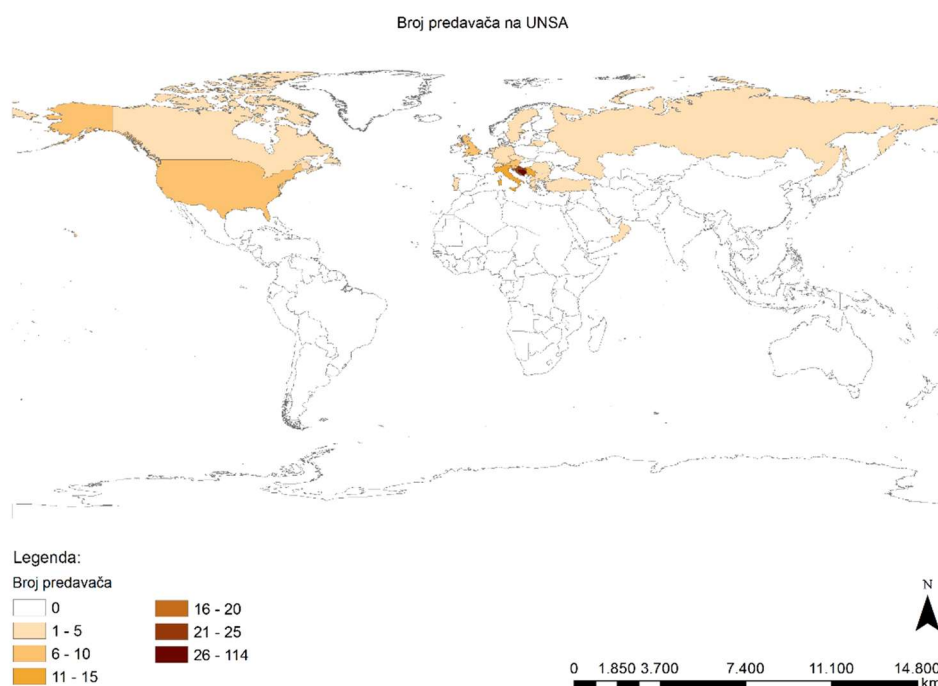 Broj predavača na UNSA
Legenda:
Broj predavača
0
1 - 5
6 - 10
11 - 15
16 - 20
21 - 25
26 - 114
N
0 1.850 3.700 7.400 11.100 14.800
km